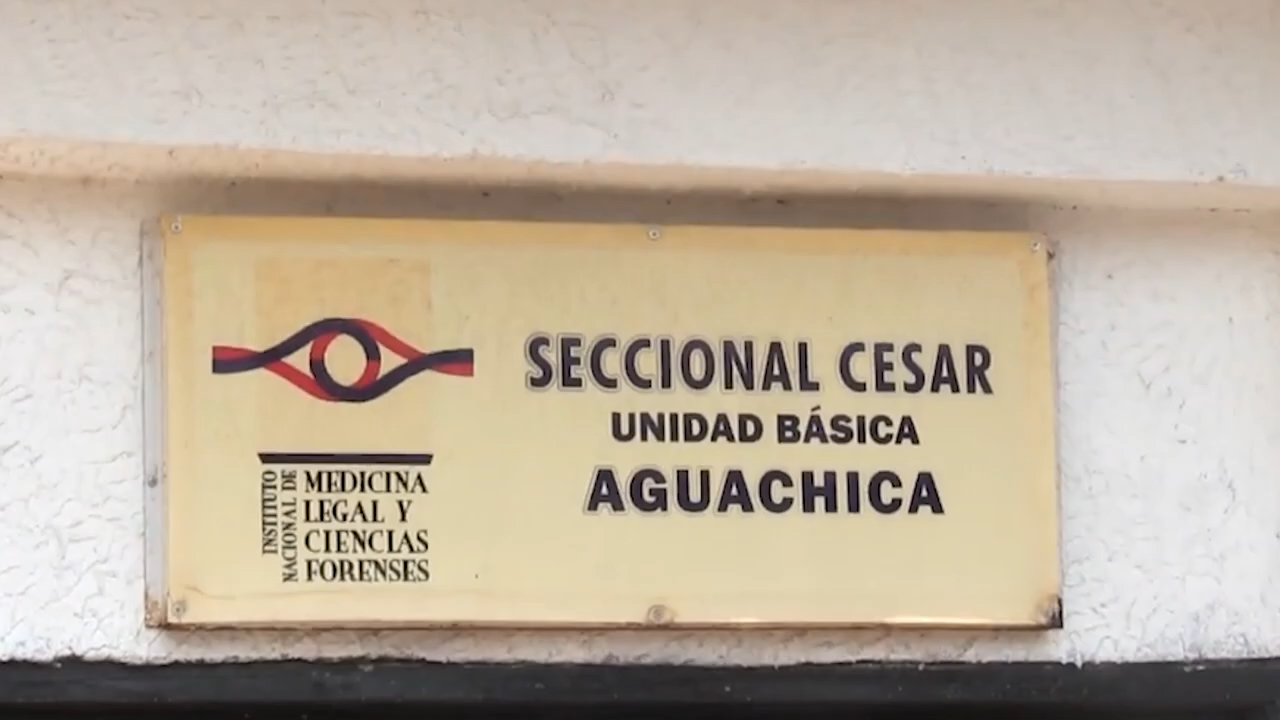 SECCIONAL CESAR
UNIDAD BÁSICA
AGUACHICA
INSTITUTO
NACIONAL DE
MEDICINA
LEGAL Y
CIENCIAS
FORENSES